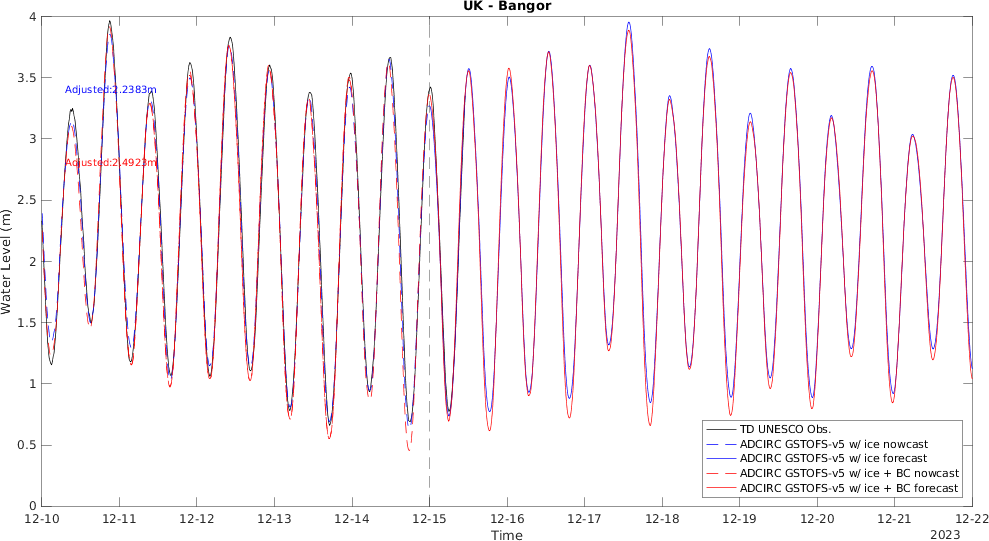 UK - Bangor
Water Level (m)
4
3.5
3
2.5
2
1.5
1
0.5
0
Adjusted:2.2383m
Adjusted:2.4923m
TD UNESCO Obs.
ADCIRC GSTOFS-v5 w/ ice nowcast
ADCIRC GSTOFS-v5 w/ ice forecast
ADCIRC GSTOFS-v5 w/ ice + BC nowcast
ADCIRC GSTOFS-v5 w/ ice + BC forecast
12-10 12-11 12-12 12-13 12-14 12-15 12-16 12-17 12-18 12-19 12-20 12-21 12-22
Time
2023